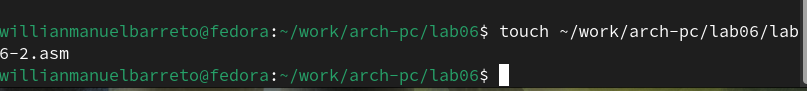 willianmanuelbarreto@fedora:~/work/arch-pc/lab06$ touch ~/work/arch-pc/lab06/lab
6-2.asm
willianmanuelbarreto@fedora:~/work/arch-pc/lab06$